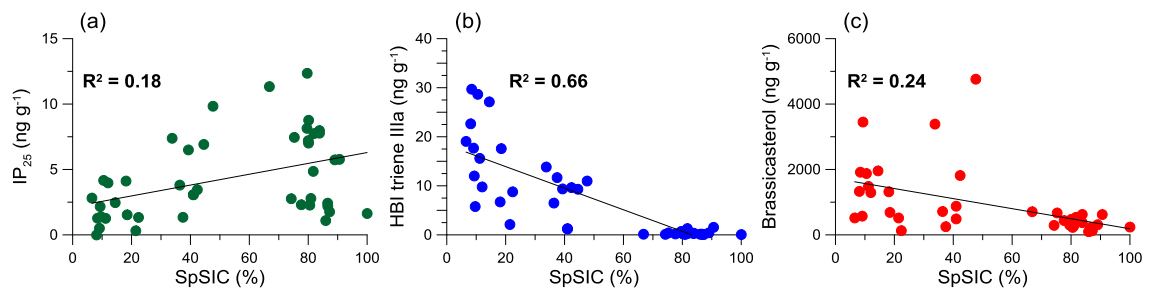 (a)
R² = 0.18
IP₂₅ (ng g⁻¹)
15
10
5
0
0 20 40 60 80 100
SpSIC (%)
(b)
R² = 0.66
HBI triene IIIa (ng g⁻¹)
40
30
20
10
0
0 20 40 60 80 100
SpSIC (%)
(c)
R² = 0.24
Brassicasterol (ng g⁻¹)
6000
4000
2000
0
0 20 40 60 80 100
SpSIC (%)